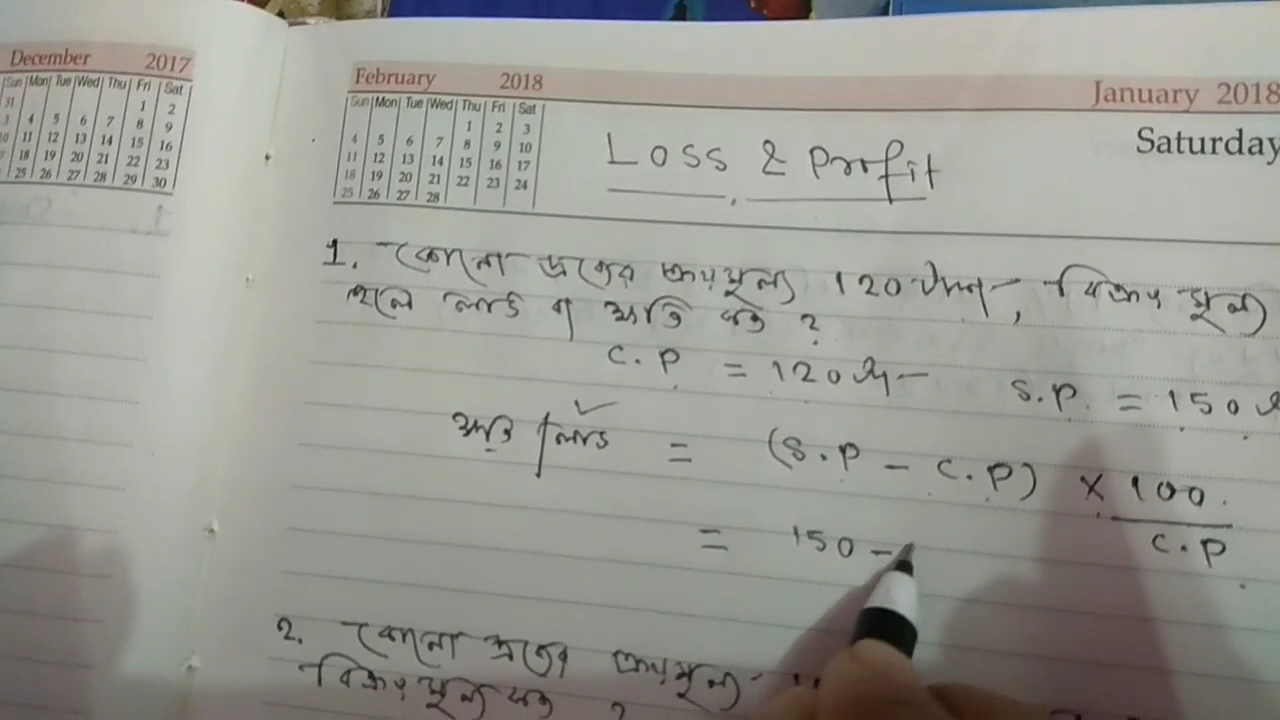 December 2017
Sun Mon Tue Wed Thu Fri Sat
31 1 2
3 4 5 6 7 8 9
10 11 12 13 14 15 16
18 19 20 21 22 23
25 26 27 28 29 30
February 2018
Sun Mon Tue Wed Thu Fri Sat
1 2 3
4 5 6 7 8 9 10
11 12 13 14 15 16 17
18 19 20 21 22 23 24
25 26 27 28
January 2018
Saturday
Loss & Profit
1. কোনো দ্রব্যের ক্রয়মূল্য 120 টাকা, বিক্রয় মূল্য
হলে লাভ বা ক্ষতি কত ?
C.P = 120 টা S.P. = 150
ক্ষতি / লাভ ✓ = (S.P - C.P) × 100
C.P
= 150 -
2. কোনো দ্রব্যের ক্রয়মূল্য
বিক্রয় মূল্য কত ?